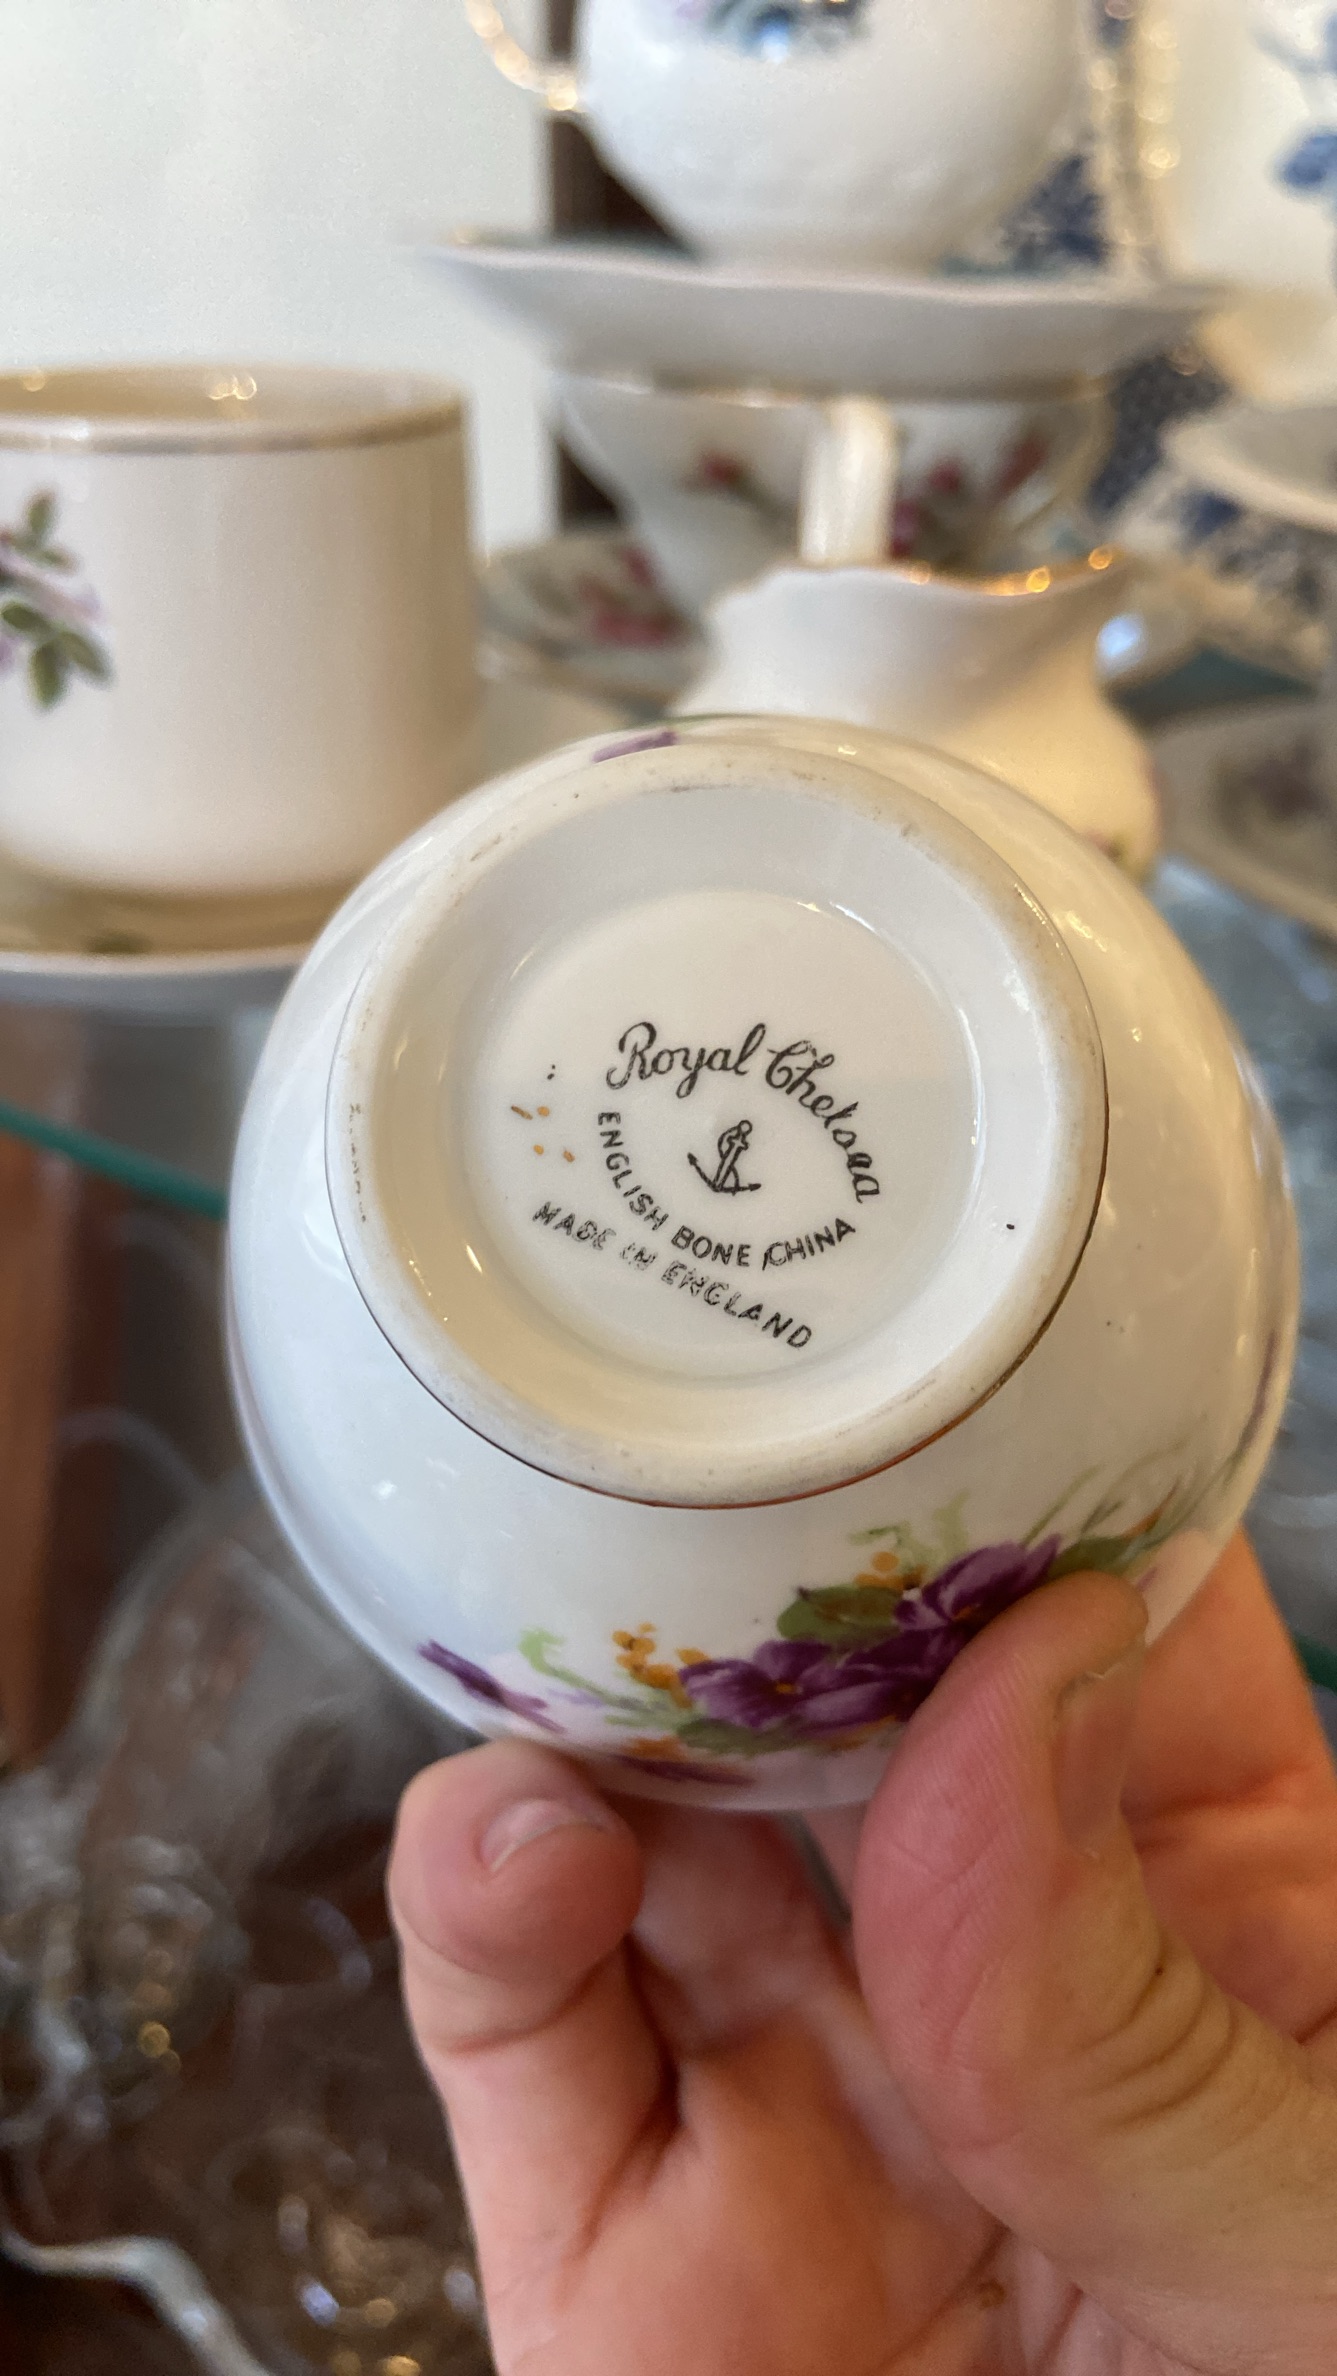 Royal Chelsea
ENGLISH BONE CHINA
MADE IN ENGLAND